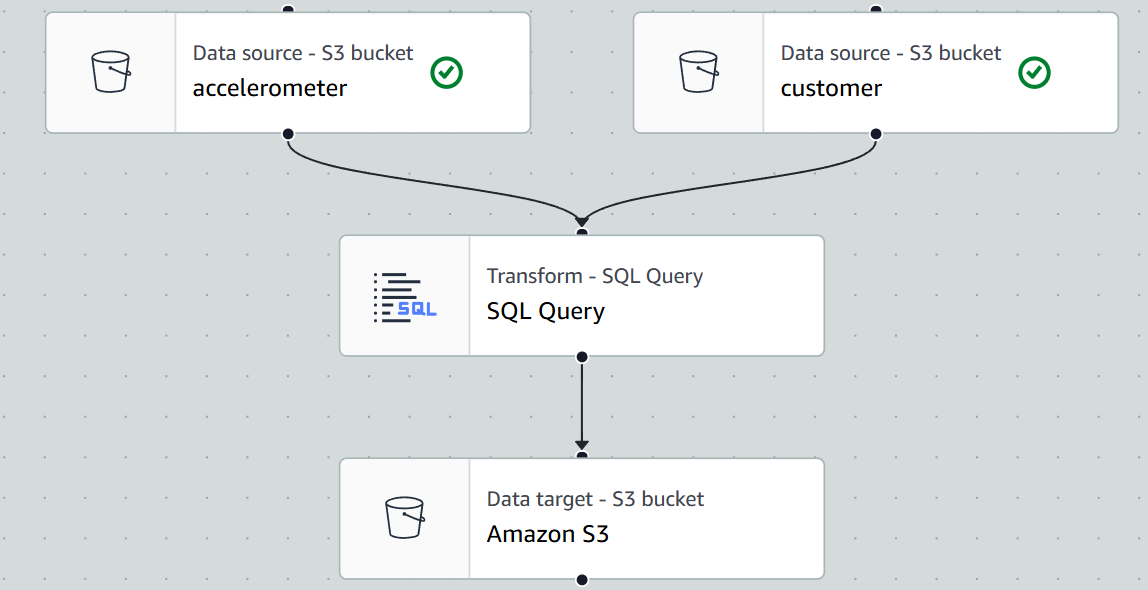 Data source - S3 bucket
accelerometer
Data source - S3 bucket
customer
Transform - SQL Query
SQL Query
SQL
Data target - S3 bucket
Amazon S3